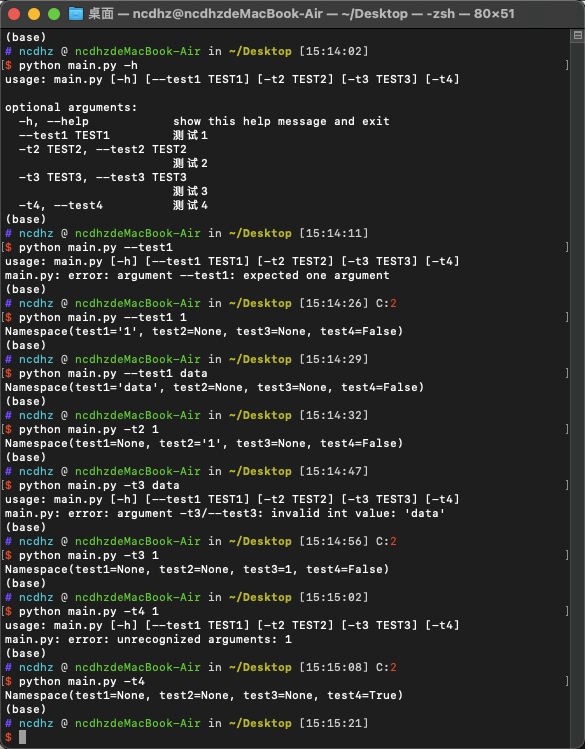 桌面 — ncdhz@ncdhzdeMacBook-Air — ~/Desktop — -zsh — 80×51
(base)
# ncdhz @ ncdhzdeMacBook-Air in ~/Desktop [15:14:02]
[$ python main.py -h ]
usage: main.py [-h] [--test1 TEST1] [-t2 TEST2] [-t3 TEST3] [-t4]
optional arguments:
  -h, --help            show this help message and exit
  --test1 TEST1         测试1
  -t2 TEST2, --test2 TEST2
                        测试2
  -t3 TEST3, --test3 TEST3
                        测试3
  -t4, --test4          测试4
(base)
# ncdhz @ ncdhzdeMacBook-Air in ~/Desktop [15:14:11]
[$ python main.py --test1 ]
usage: main.py [-h] [--test1 TEST1] [-t2 TEST2] [-t3 TEST3] [-t4]
main.py: error: argument --test1: expected one argument
(base)
# ncdhz @ ncdhzdeMacBook-Air in ~/Desktop [15:14:26] C:2
[$ python main.py --test1 1 ]
Namespace(test1='1', test2=None, test3=None, test4=False)
(base)
# ncdhz @ ncdhzdeMacBook-Air in ~/Desktop [15:14:29]
[$ python main.py --test1 data ]
Namespace(test1='data', test2=None, test3=None, test4=False)
(base)
# ncdhz @ ncdhzdeMacBook-Air in ~/Desktop [15:14:32]
[$ python main.py -t2 1 ]
Namespace(test1=None, test2='1', test3=None, test4=False)
(base)
# ncdhz @ ncdhzdeMacBook-Air in ~/Desktop [15:14:47]
[$ python main.py -t3 data ]
usage: main.py [-h] [--test1 TEST1] [-t2 TEST2] [-t3 TEST3] [-t4]
main.py: error: argument -t3/--test3: invalid int value: 'data'
(base)
# ncdhz @ ncdhzdeMacBook-Air in ~/Desktop [15:14:56] C:2
[$ python main.py -t3 1 ]
Namespace(test1=None, test2=None, test3=1, test4=False)
(base)
# ncdhz @ ncdhzdeMacBook-Air in ~/Desktop [15:15:02]
[$ python main.py -t4 1 ]
usage: main.py [-h] [--test1 TEST1] [-t2 TEST2] [-t3 TEST3] [-t4]
main.py: error: unrecognized arguments: 1
(base)
# ncdhz @ ncdhzdeMacBook-Air in ~/Desktop [15:15:08] C:2
[$ python main.py -t4 ]
Namespace(test1=None, test2=None, test3=None, test4=True)
(base)
# ncdhz @ ncdhzdeMacBook-Air in ~/Desktop [15:15:21]
$